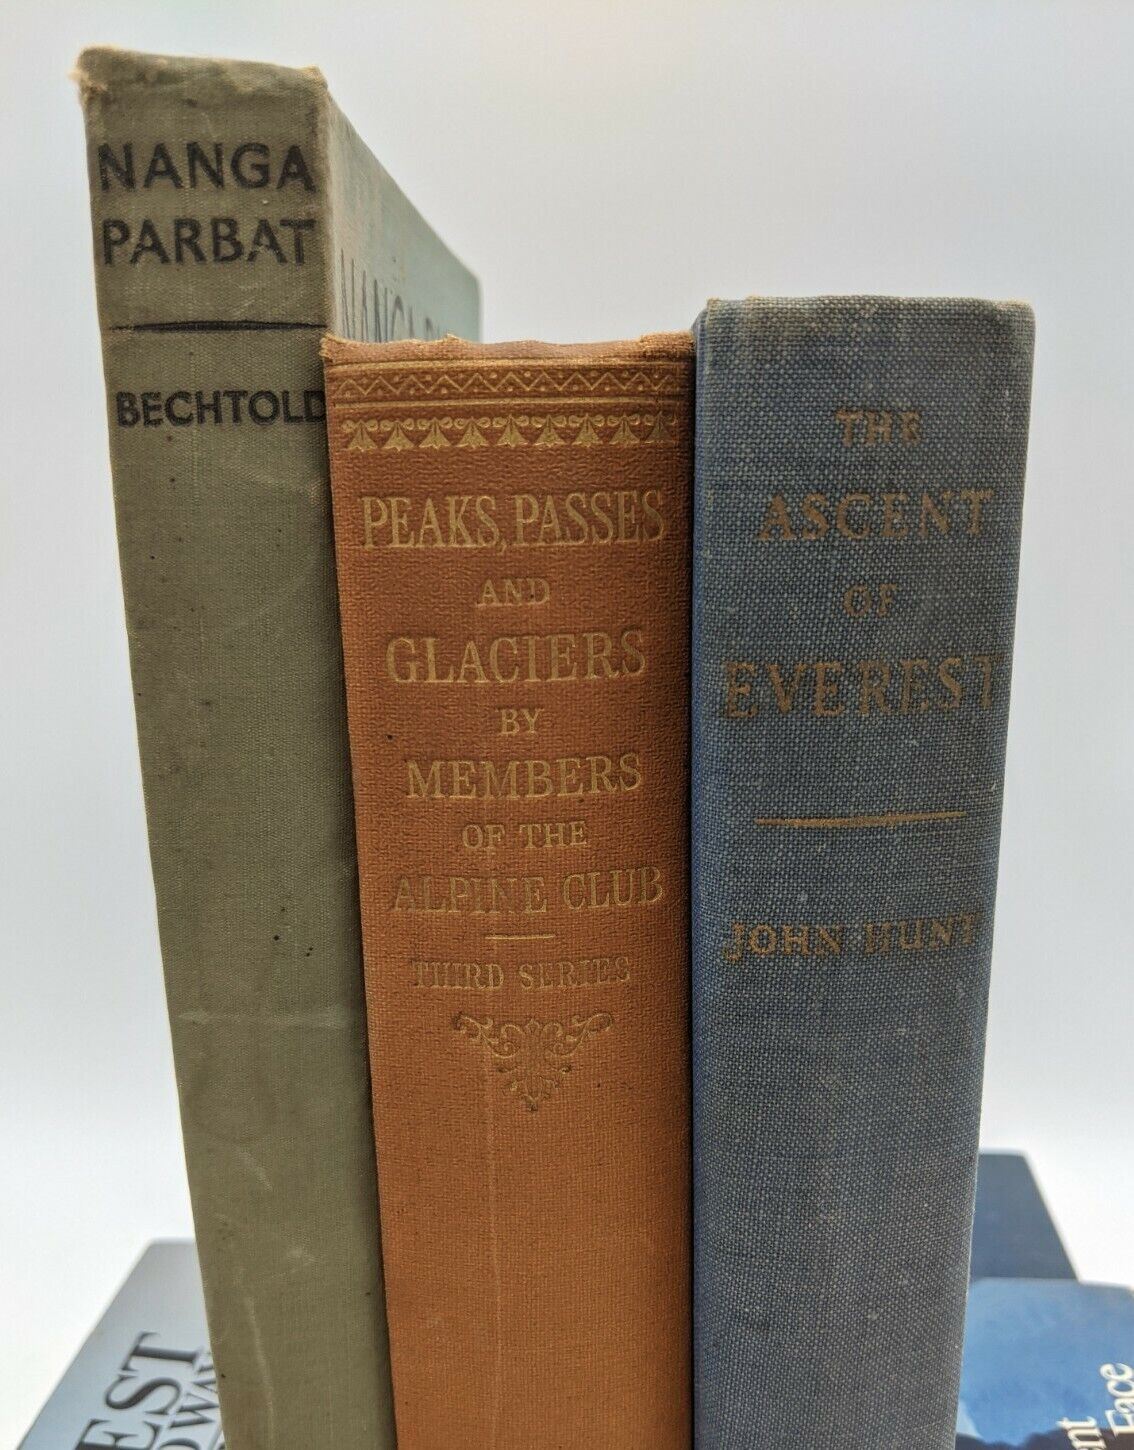 NANGA
PARBAT
BECHTOLD
PEAKS, PASSES
AND
GLACIERS
BY
MEMBERS
OF THE
ALPINE CLUB
THIRD SERIES
THE
ASCENT
OF
EVEREST
JOHN HUNT
Face